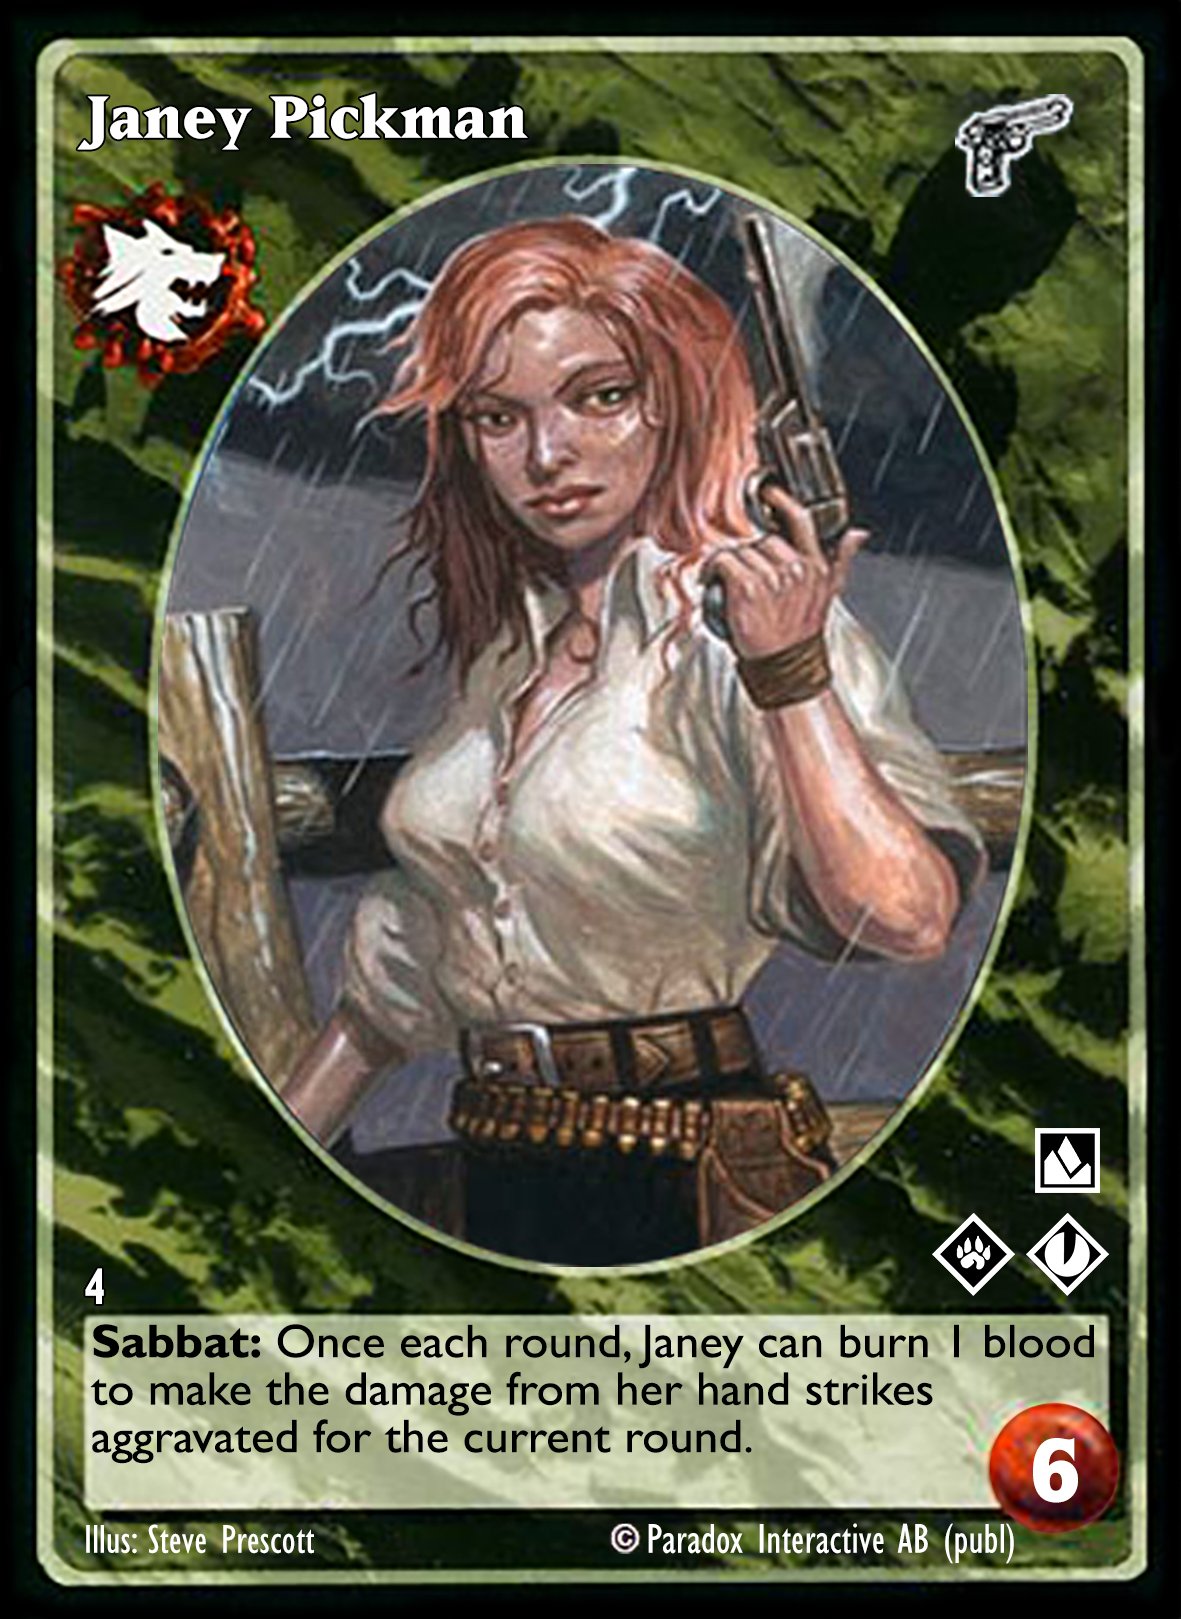 Janey Pickman
4
Sabbat: Once each round, Janey can burn 1 blood
to make the damage from her hand strikes
aggravated for the current round.
6
Illus: Steve Prescott © Paradox Interactive AB (publ)